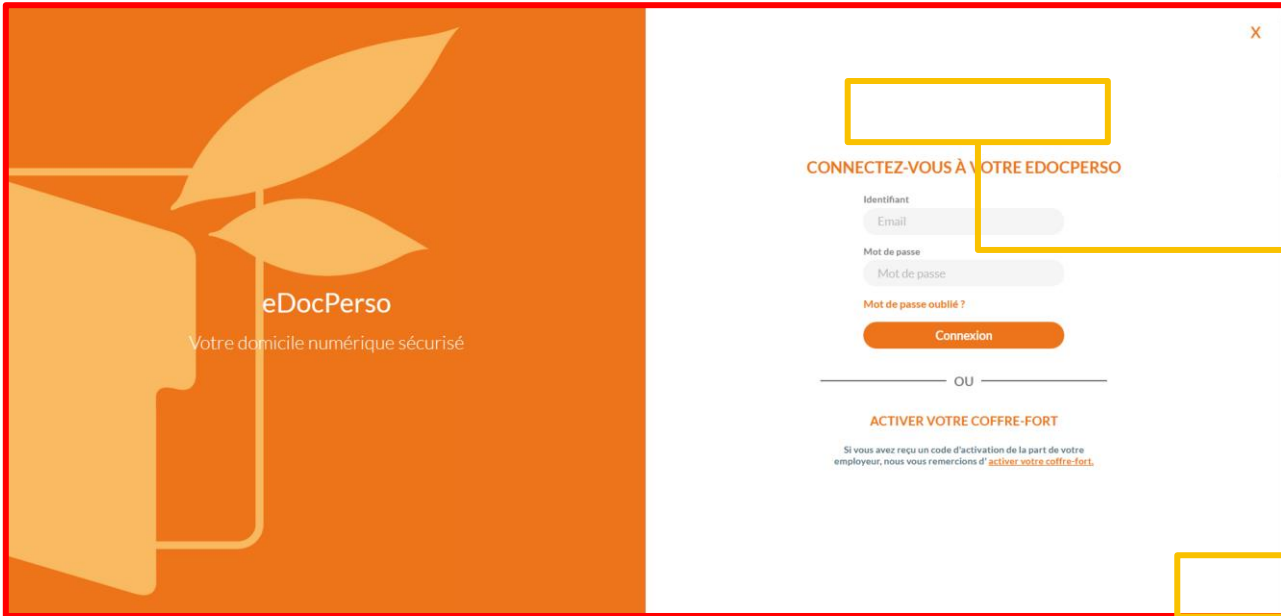 X
eDocPerso
Votre domicile numérique sécurisé
CONNECTEZ-VOUS À VOTRE EDOCPERSO
Identifiant
Email
Mot de passe
Mot de passe
Mot de passe oublié ?
Connexion
OU
ACTIVER VOTRE COFFRE-FORT
Si vous avez reçu un code d'activation de la part de votre
employeur, nous vous remercions d' activer votre coffre-fort.